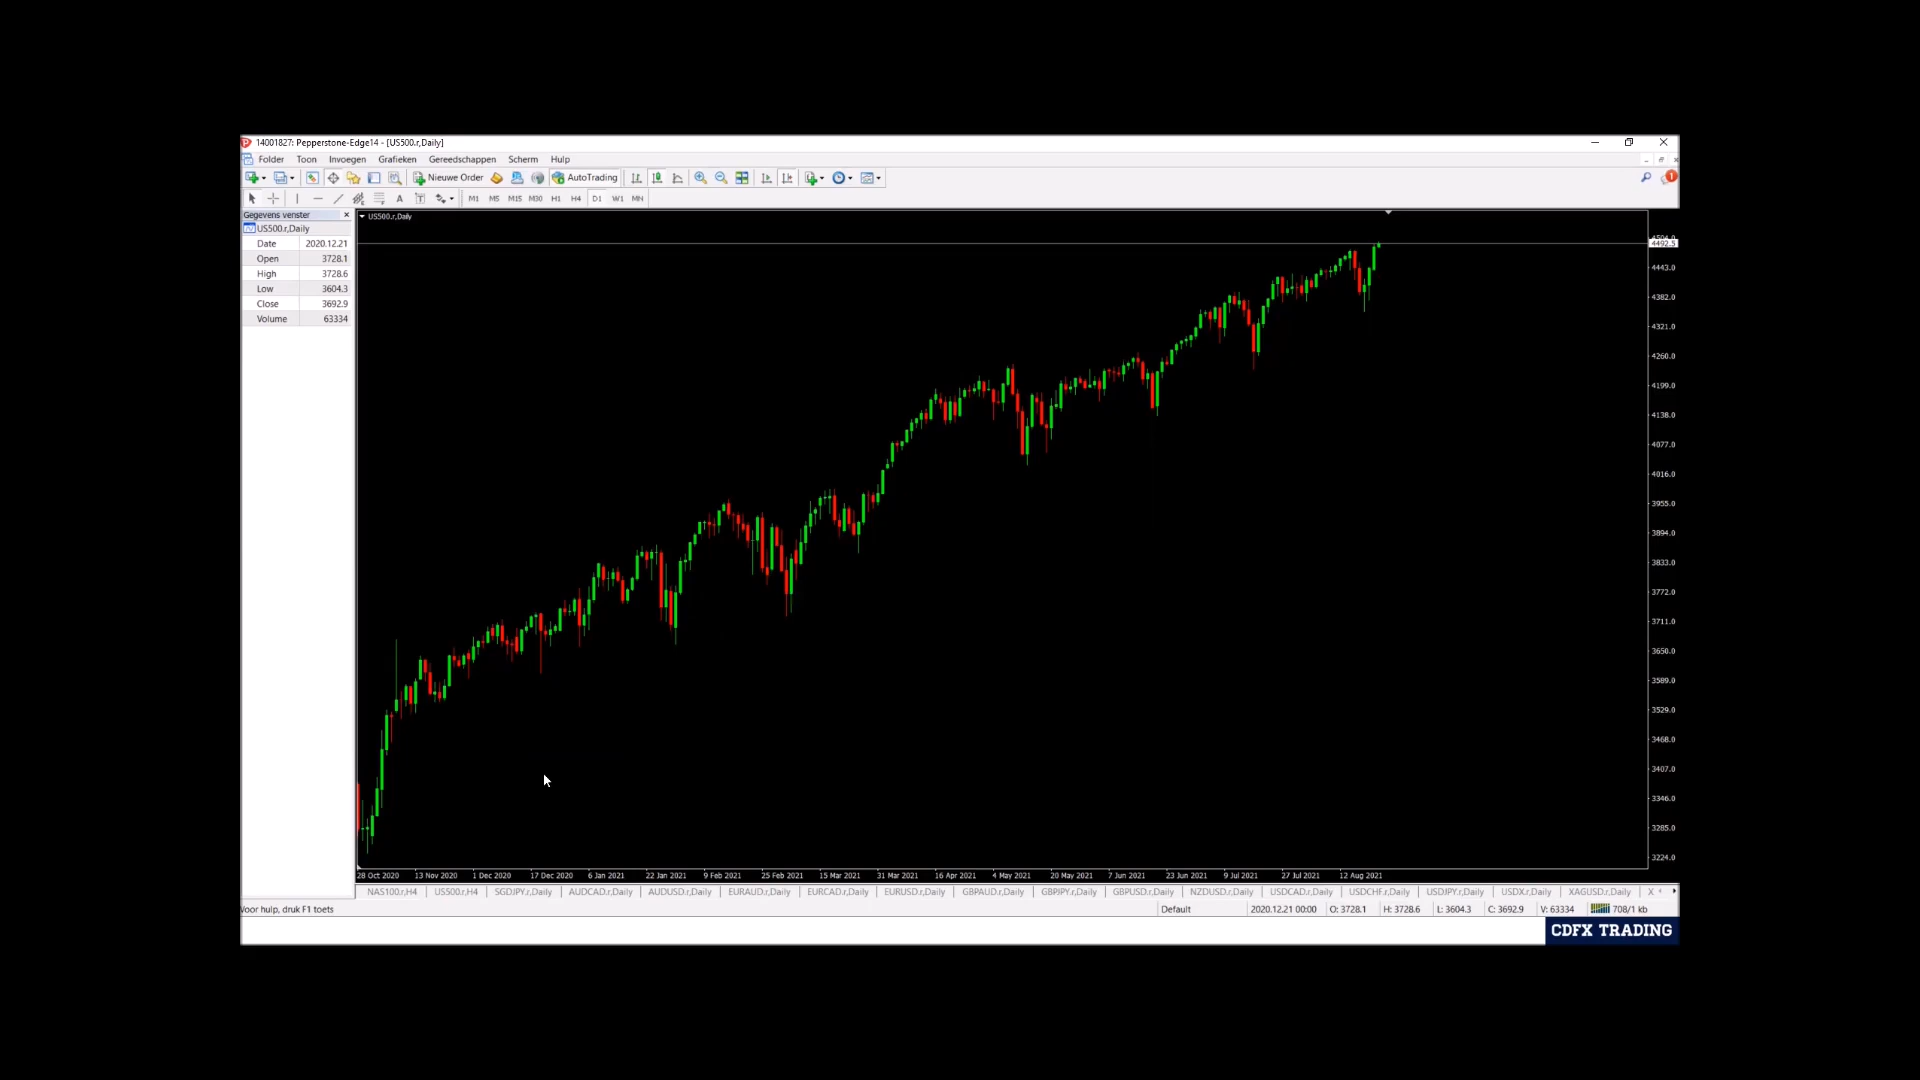 14001827: Pepperstone-Edge14 - [US500.r,Daily]
Folder Toon Invoegen Grafieken Gereedschappen Scherm Hulp
Nieuwe Order AutoTrading 1
A T M1 M5 M15 M30 H1 H4 D1 W1 MN
Gegevens venster
US500.r,Daily
Date 2020.12.21
Open 3728.1
High 3728.6
Low 3604.3
Close 3692.9
Volume 63334
US500.r,Daily
4504.0
4492.5
4443.0
4382.0
4321.0
4260.0
4199.0
4138.0
4077.0
4016.0
3955.0
3894.0
3833.0
3772.0
3711.0
3650.0
3589.0
3529.0
3468.0
3407.0
3346.0
3285.0
3224.0
28 Oct 2020 13 Nov 2020 1 Dec 2020 17 Dec 2020 6 Jan 2021 22 Jan 2021 9 Feb 2021 25 Feb 2021 15 Mar 2021 31 Mar 2021 16 Apr 2021 4 May 2021 20 May 2021 7 Jun 2021 23 Jun 2021 9 Jul 2021 27 Jul 2021 12 Aug 2021
NAS100.r,H4 US500.r,H4 SGDJPY.r,Daily AUDCAD.r,Daily AUDUSD.r,Daily EURAUD.r,Daily EURCAD.r,Daily EURUSD.r,Daily GBPAUD.r,Daily GBPJPY.r,Daily GBPUSD.r,Daily NZDUSD.r,Daily USDCAD.r,Daily USDCHF.r,Daily USDJPY.r,Daily USDX.r,Daily XAGUSD.r,Daily X
Voor hulp, druk F1 toets Default 2020.12.21 00:00 O: 3728.1 H: 3728.6 L: 3604.3 C: 3692.9 V: 63334 708/1 kb
CDFX TRADING